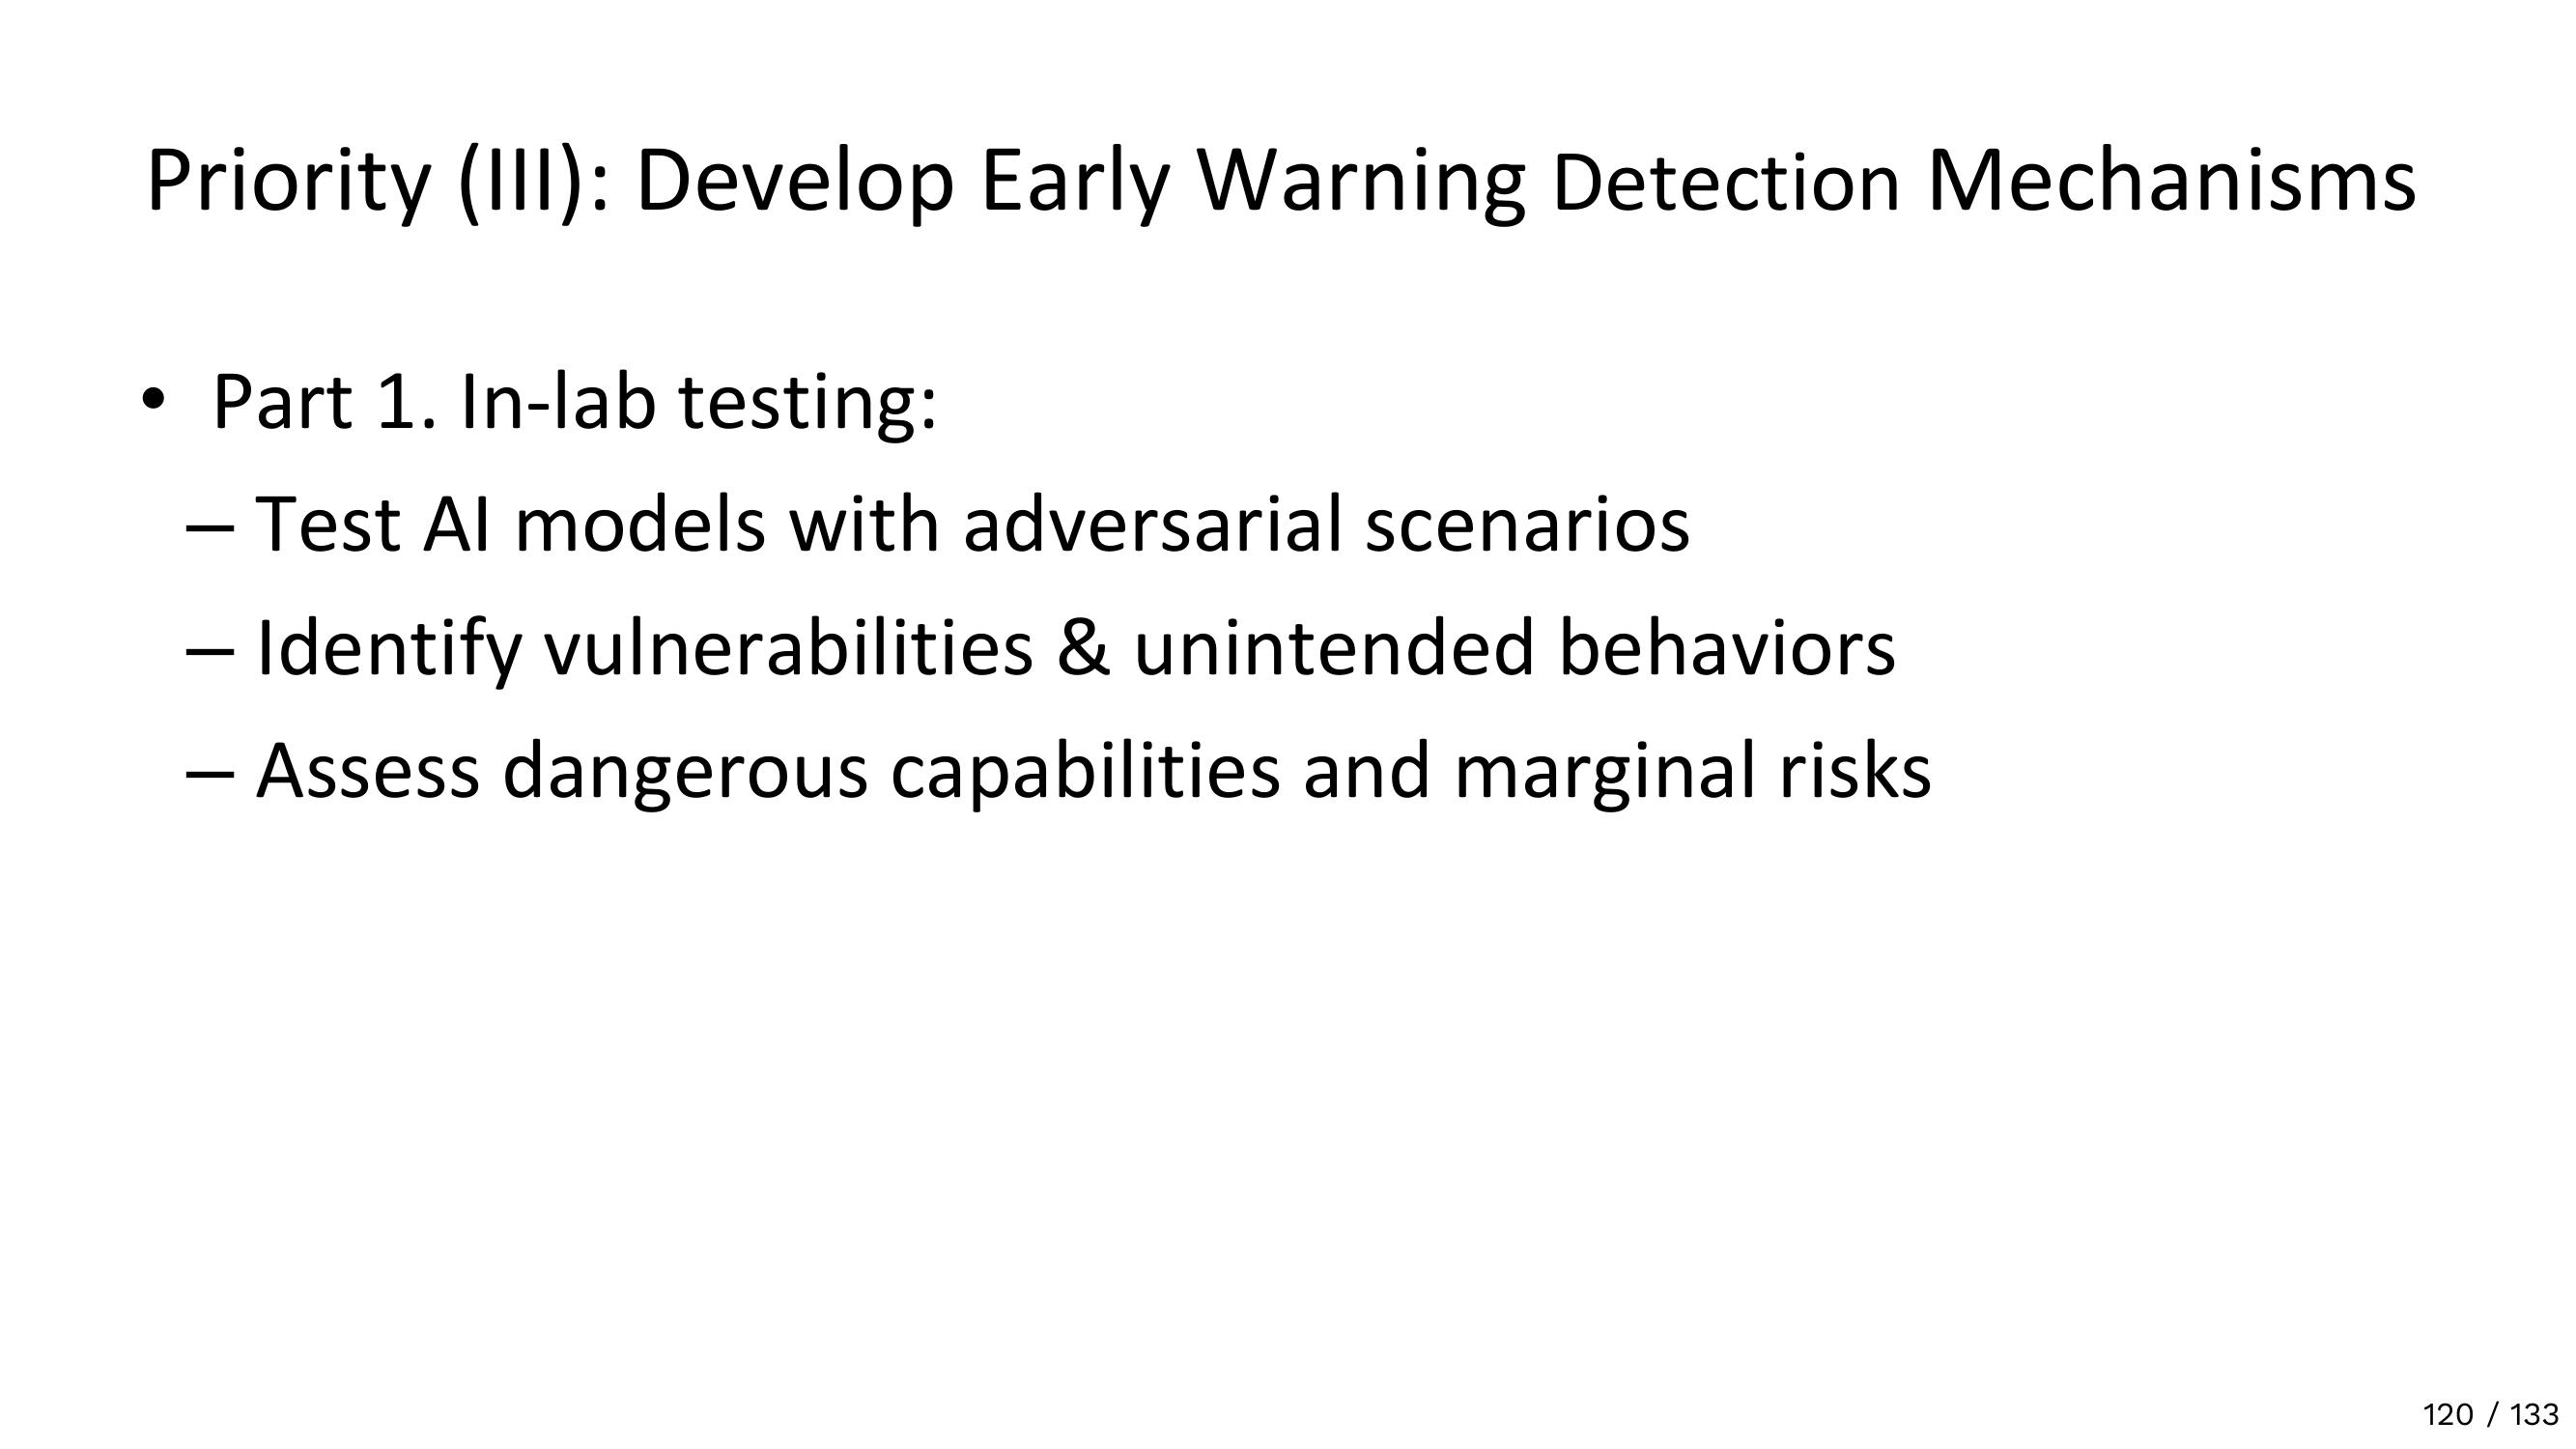 Priority (III): Develop Early Warning Detection Mechanisms
• Part 1. In-lab testing:
– Test AI models with adversarial scenarios
– Identify vulnerabilities & unintended behaviors
– Assess dangerous capabilities and marginal risks
120 / 133